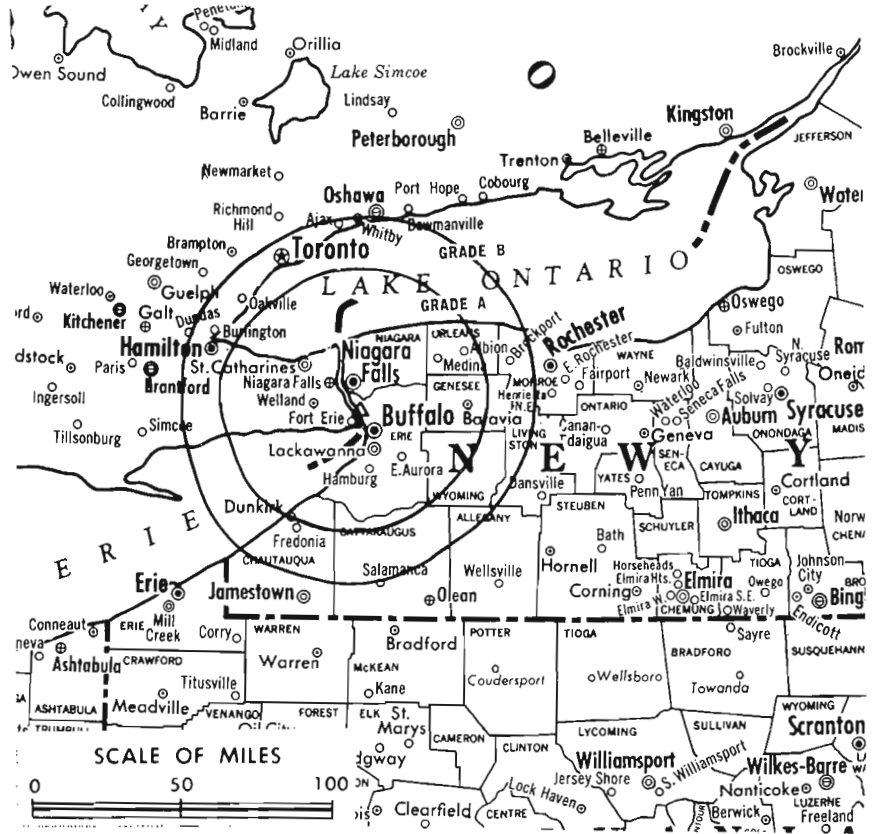 Midland
Orillia
Owen Sound
Lake Simcoe
Brockville
Collingwood
Barrie
Lindsay
Peterborough
Kingston
Belleville
JEFFERSON
Trenton
Newmarket
Oshawa
Port Hope
Cobourg
Richmond
Hill
Ajax
Whitby
Bowmanville
Brampton
Toronto
GRADE B
Georgetown
LAKE ONTARIO
OSWEGO
Waterloo
Guelph
Oakville
GRADE A
Oswego
Kitchener
Galt
Dundas
Burlington
Fulton
NIAGARA
ORLEANS
Brockport
Rochester
Hamilton
St. Catharines
Niagara
Falls
Albion
Medina
E. Rochester
WAYNE
Baldwinsville
N.
Syracuse
Paris
Brantford
Niagara Falls
GENESEE
MONROE
Henrietta
Fairport
Newark
Waterloo
Seneca Falls
Solvay
Syracuse
Ingersoll
Welland
Batavia
ONTARIO
Auburn
Fort Erie
Buffalo
ERIE
LIVING
STON
Canan-
daigua
Geneva
ONONDAGA
Tillsonburg
Simcoe
Lackawanna
N E W Y
SEN-
ECA
CAYUGA
Hamburg
E. Aurora
YATES
Penn Yan
Cortland
WYOMING
Dansville
TOMPKINS
CORT-
LAND
Dunkirk
STEUBEN
ERIE
Fredonia
CATTARAUGUS
ALLEGANY
SCHUYLER
Ithaca
Bath
TIOGA
CHAUTAUQUA
Salamanca
Wellsville
Hornell
Horseheads
Elmira Hts.
Elmira
Johnson
City
Erie
Jamestown
Olean
Corning
Elmira W.
Elmira S.E.
Owego
CHEMUNG
Waverly
Endicott
Mill
Creek
Conneaut
ERIE
Corry
WARREN
Bradford
POTTER
TIOGA
Sayre
Ashtabula
CRAWFORD
Warren
McKEAN
BRADFORD
Coudersport
Wellsboro
Towanda
Titusville
Kane
ASHTABULA
Meadville
VENANGO
FOREST
ELK
St.
Marys
WYOMING
CAMERON
LYCOMING
SULLIVAN
Scranton
CLINTON
SCALE OF MILES
Williamsport
Jersey Shore
S. Williamsport
Wilkes-Barre
Nanticoke
0 50 100
Lock Haven
Clearfield
CENTRE
Berwick
LUZERNE
Freeland